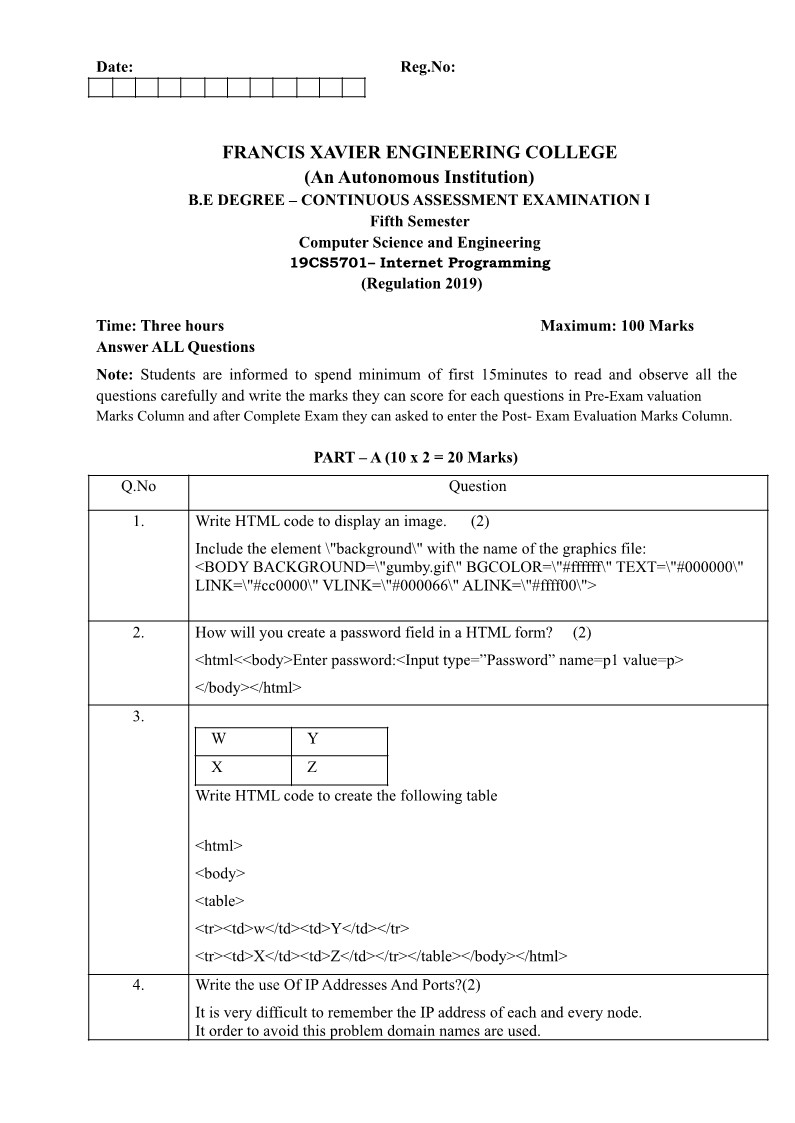 Date: Reg.No:
FRANCIS XAVIER ENGINEERING COLLEGE
(An Autonomous Institution)
B.E DEGREE – CONTINUOUS ASSESSMENT EXAMINATION I
Fifth Semester
Computer Science and Engineering
19CS5701– Internet Programming
(Regulation 2019)
Time: Three hours Maximum: 100 Marks
Answer ALL Questions
Note: Students are informed to spend minimum of first 15minutes to read and observe all the
questions carefully and write the marks they can score for each questions in Pre-Exam valuation
Marks Column and after Complete Exam they can asked to enter the Post- Exam Evaluation Marks Column.
PART – A (10 x 2 = 20 Marks)
Q.No Question
1. Write HTML code to display an image. (2)
Include the element \"background\" with the name of the graphics file:
<BODY BACKGROUND=\"gumby.gif\" BGCOLOR=\"#ffffff\" TEXT=\"#000000\"
LINK=\"#cc0000\" VLINK=\"#000066\" ALINK=\"#ffff00\">
2. How will you create a password field in a HTML form? (2)
<html<<body>Enter password:<Input type=”Password” name=p1 value=p>
</body></html>
3.
W Y
X Z
Write HTML code to create the following table
<html>
<body>
<table>
<tr><td>w</td><td>Y</td></tr>
<tr><td>X</td><td>Z</td></tr></table></body></html>
4. Write the use Of IP Addresses And Ports?(2)
It is very difficult to remember the IP address of each and every node.
It order to avoid this problem domain names are used.